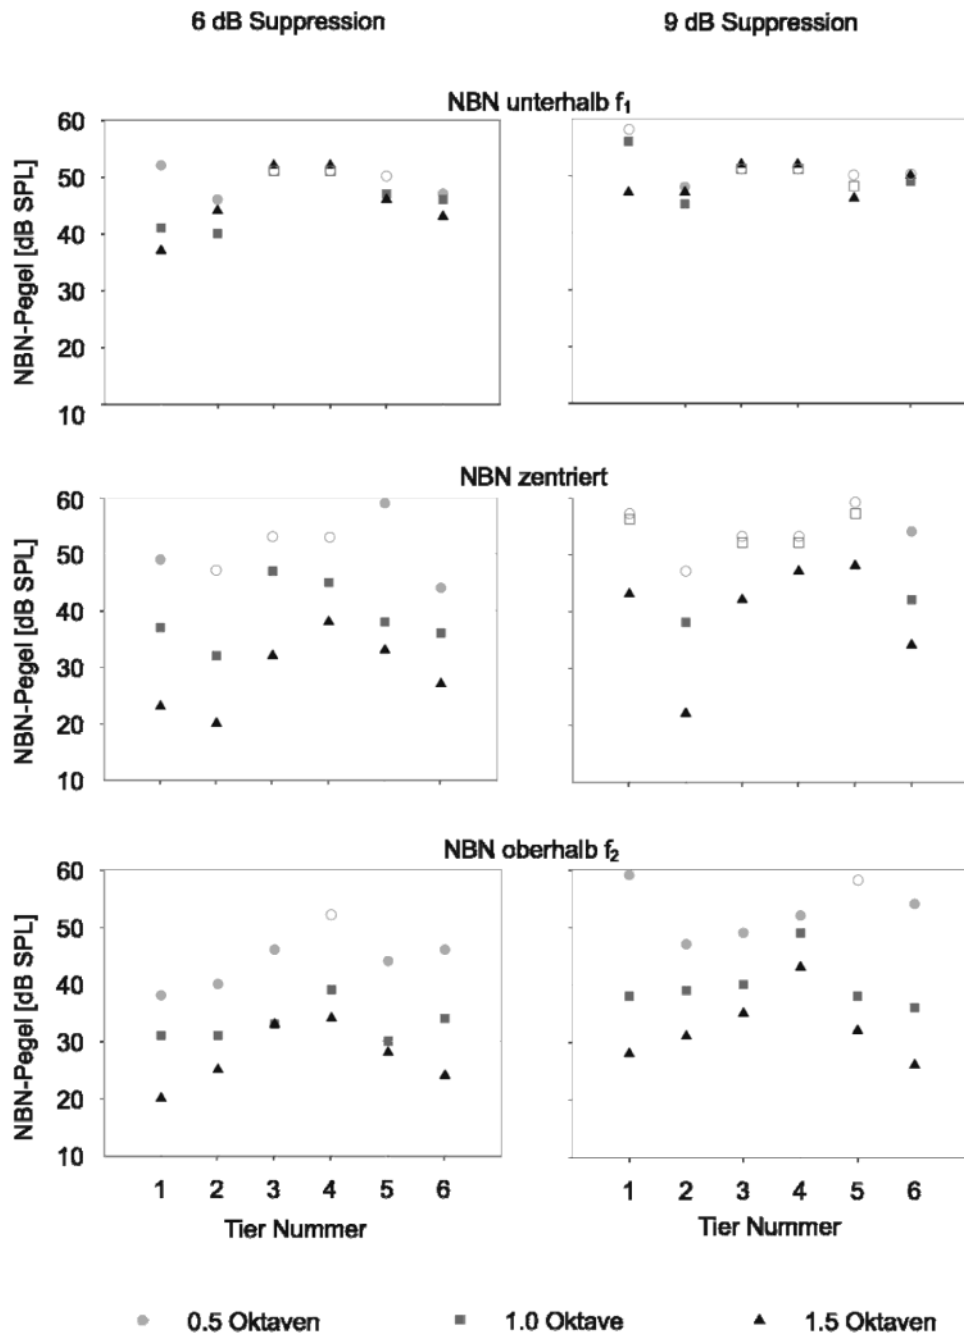 6 dB Suppression
9 dB Suppression
NBN unterhalb f₁
NBN-Pegel [dB SPL]
60
50
40
30
20
10
NBN zentriert
NBN-Pegel [dB SPL]
60
50
40
30
20
10
NBN oberhalb f₂
NBN-Pegel [dB SPL]
60
50
40
30
20
10
1 2 3 4 5 6
1 2 3 4 5 6
Tier Nummer
Tier Nummer
0.5 Oktaven
1.0 Oktave
1.5 Oktaven